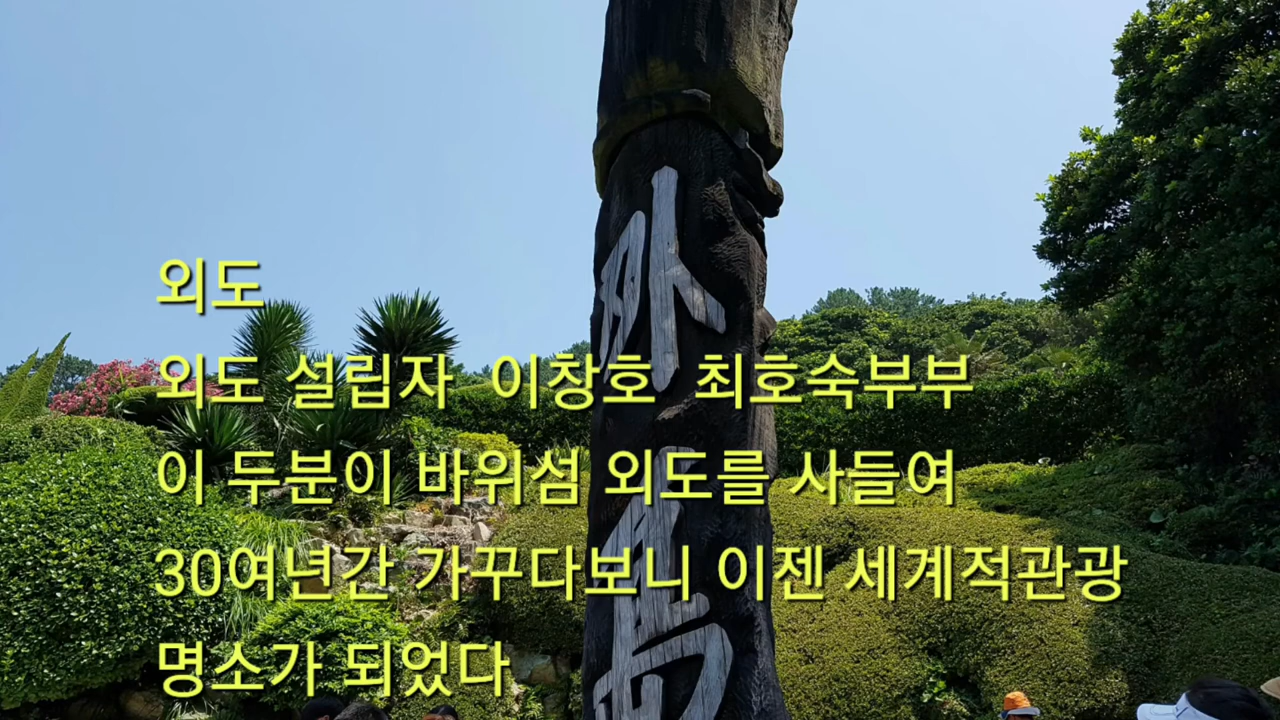 외도
외도 설립자 이창호 최호숙부부
이 두분이 바위섬 외도를 사들여
30여년간 가꾸다보니 이젠 세계적관광
명소가 되었다
外
島